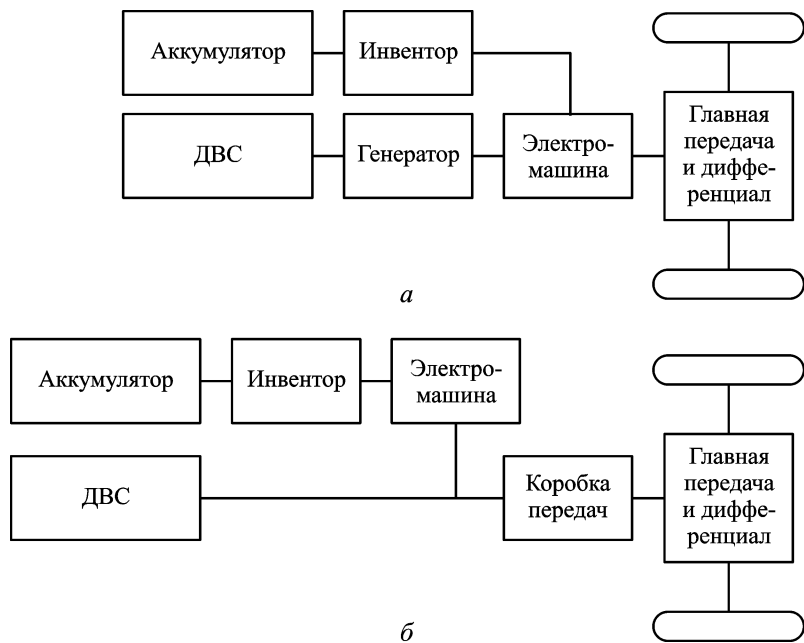 Аккумулятор
Инвентор
ДВС
Генератор
Электро-
машина
Главная
передача
и диффе-
ренциал
а
Аккумулятор
Инвентор
Электро-
машина
ДВС
Коробка
передач
Главная
передача
и диффе-
ренциал
б